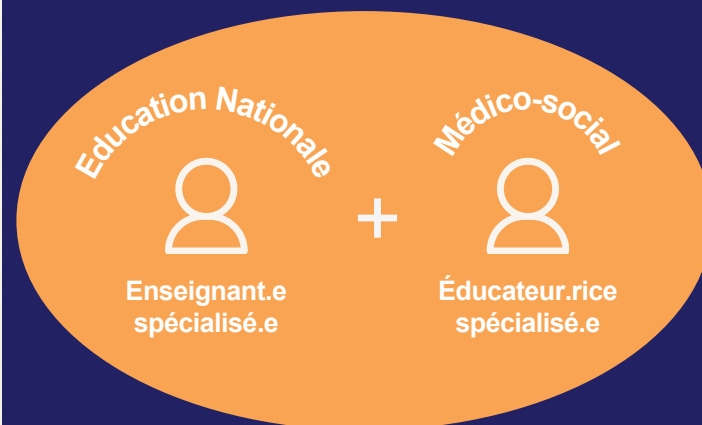 Education Nationale
Médico-social
+
Enseignant.e
spécialisé.e
Éducateur.rice
spécialisé.e